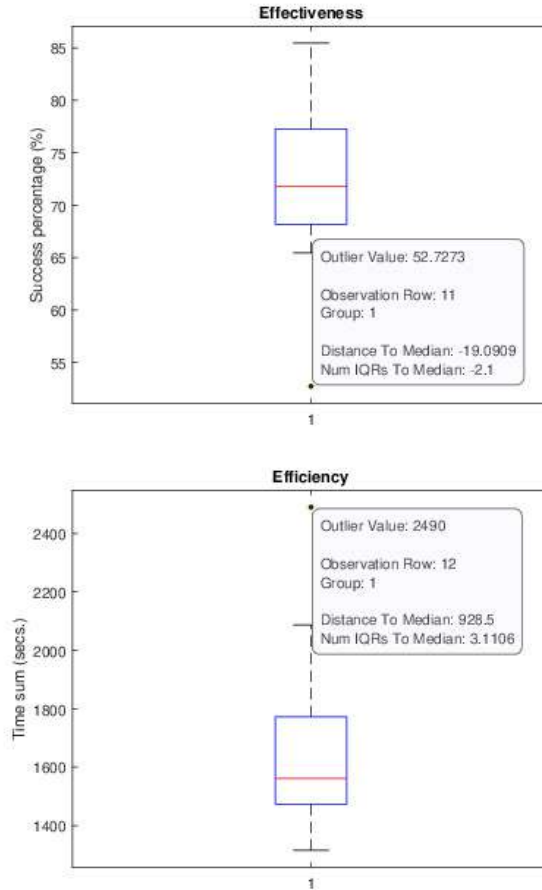 Effectiveness
85
80
75
70
65
60
55
Success percentage (%)
Outlier Value: 52.7273
Observation Row: 11
Group: 1
Distance To Median: -19.0909
Num IQRs To Median: -2.1
1
Efficiency
2400
2200
2000
1800
1600
1400
Time sum (secs.)
Outlier Value: 2490
Observation Row: 12
Group: 1
Distance To Median: 928.5
Num IQRs To Median: 3.1106
1